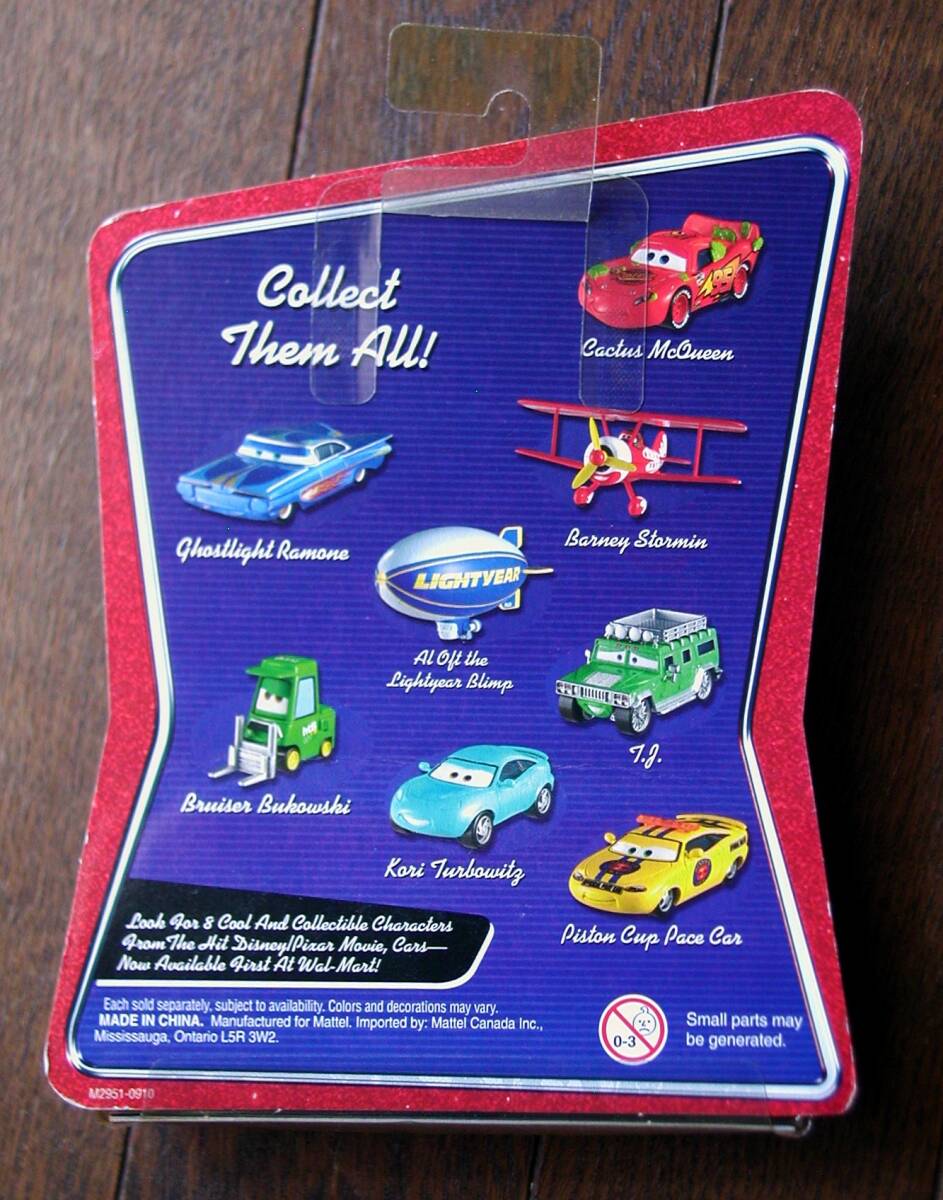 Collect
Them All!
95
Cactus McQueen
Ghostlight Ramone
Barney Stormin
LIGHTYEAR
Al Oft the
Lightyear Blimp
T.J.
Bruiser Bukowski
Kori Turbowitz
Piston Cup Pace Car
Look For 8 Cool And Collectible Characters
From The Hit Disney/Pixar Movie, Cars—
Now Available First At Wal-Mart!
Each sold separately, subject to availability. Colors and decorations may vary.
MADE IN CHINA. Manufactured for Mattel. Imported by: Mattel Canada Inc.,
Mississauga, Ontario L5R 3W2.
0-3
Small parts may
be generated.
M2951-0910